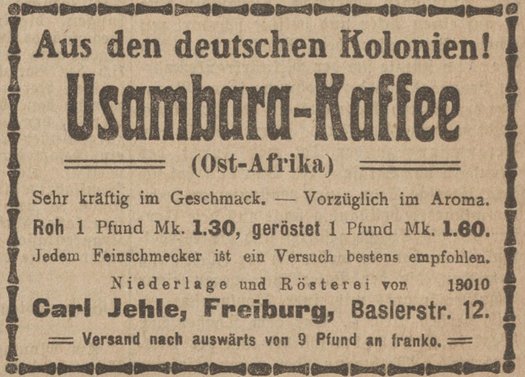 Aus den deutschen Kolonien!
Usambara-Kaffee
(Ost-Afrika)
Sehr kräftig im Geschmack. — Vorzüglich im Aroma.
Roh 1 Pfund Mk. 1.30, geröstet 1 Pfund Mk. 1.60.
Jedem Feinschmecker ist ein Versuch bestens empfohlen.
Niederlage und Rösterei von 18010
Carl Jehle, Freiburg, Baslerstr. 12.
Versand nach auswärts von 9 Pfund an franko.